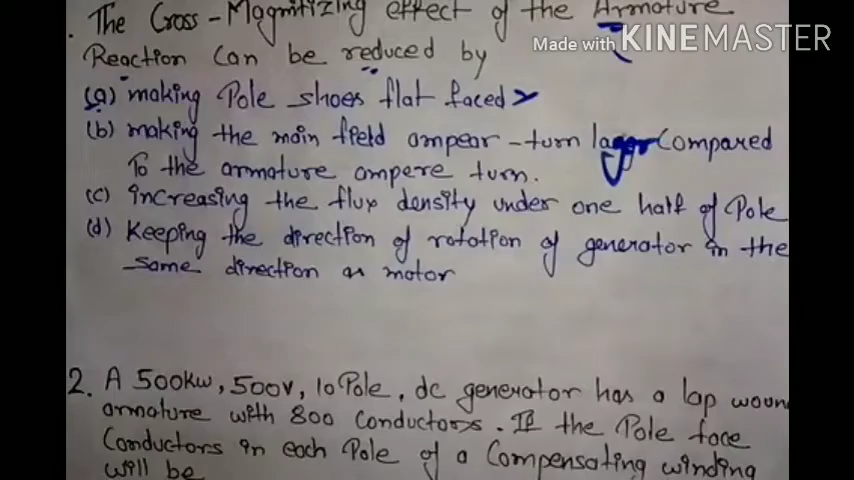 . The Cross-Magnitizing effect of the Armature
Made with KINEMASTER
Reaction can be reduced by
(a) making Pole shoes flat faced
(b) making the main field ampear-turn lager Compared
To the armature ampere turn.
(c) increasing the flux density under one half of Pole
(d) Keeping the direction of rotation of generator in the
same direction as motor
2. A 500kw, 500v, 10 Pole, dc generator has a lap woun
armature with 800 conductors. If the Pole face
Conductors in each Pole of a Compensating winding
will be